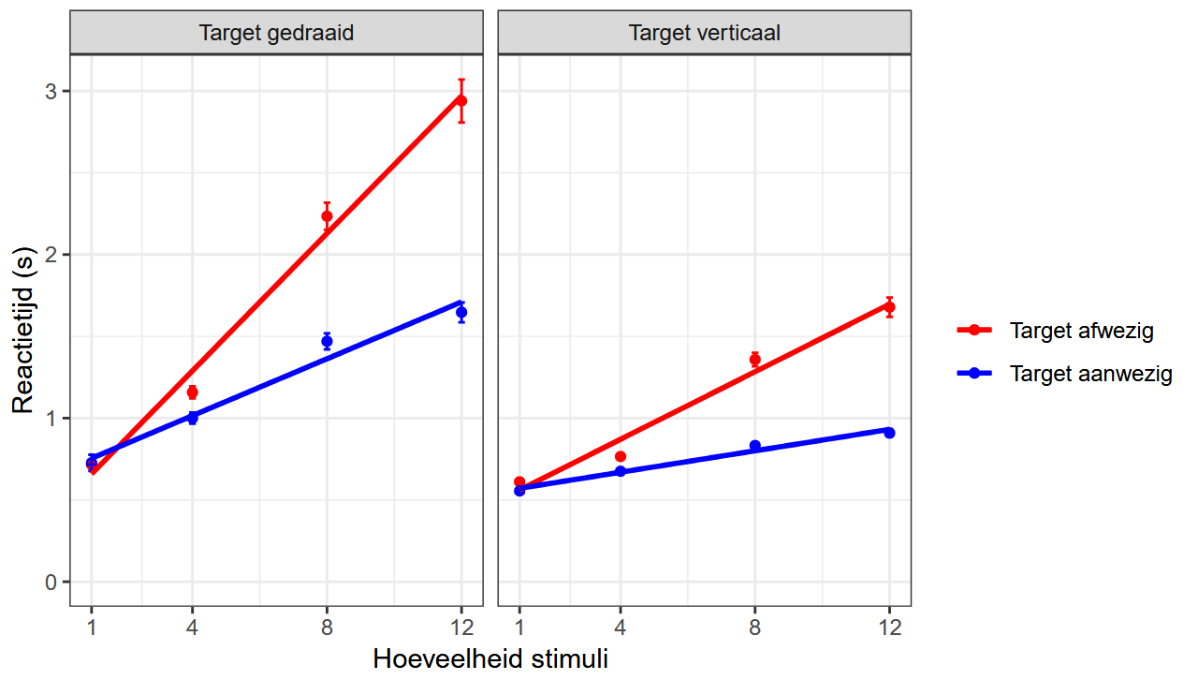 Target gedraaid
Target verticaal
3
2
1
0
Reactietijd (s)
1 4 8 12
1 4 8 12
Hoeveelheid stimuli
Target afwezig
Target aanwezig